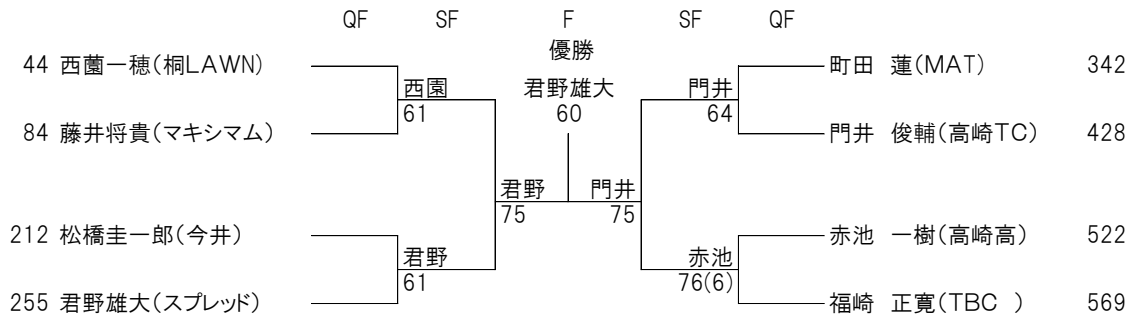 QF SF F SF QF
優勝
44 西薗一穂(桐LAWN) 町田 蓮(MAT) 342
西園 君野雄大 門井
61 60 64
84 藤井将貴(マキシマム) 門井 俊輔(高崎TC) 428
君野 門井
75 75
212 松橋圭一郎(今井) 赤池 一樹(高崎高) 522
君野 赤池
61 76(6)
255 君野雄大(スプレッド) 福崎 正寛(TBC ) 569